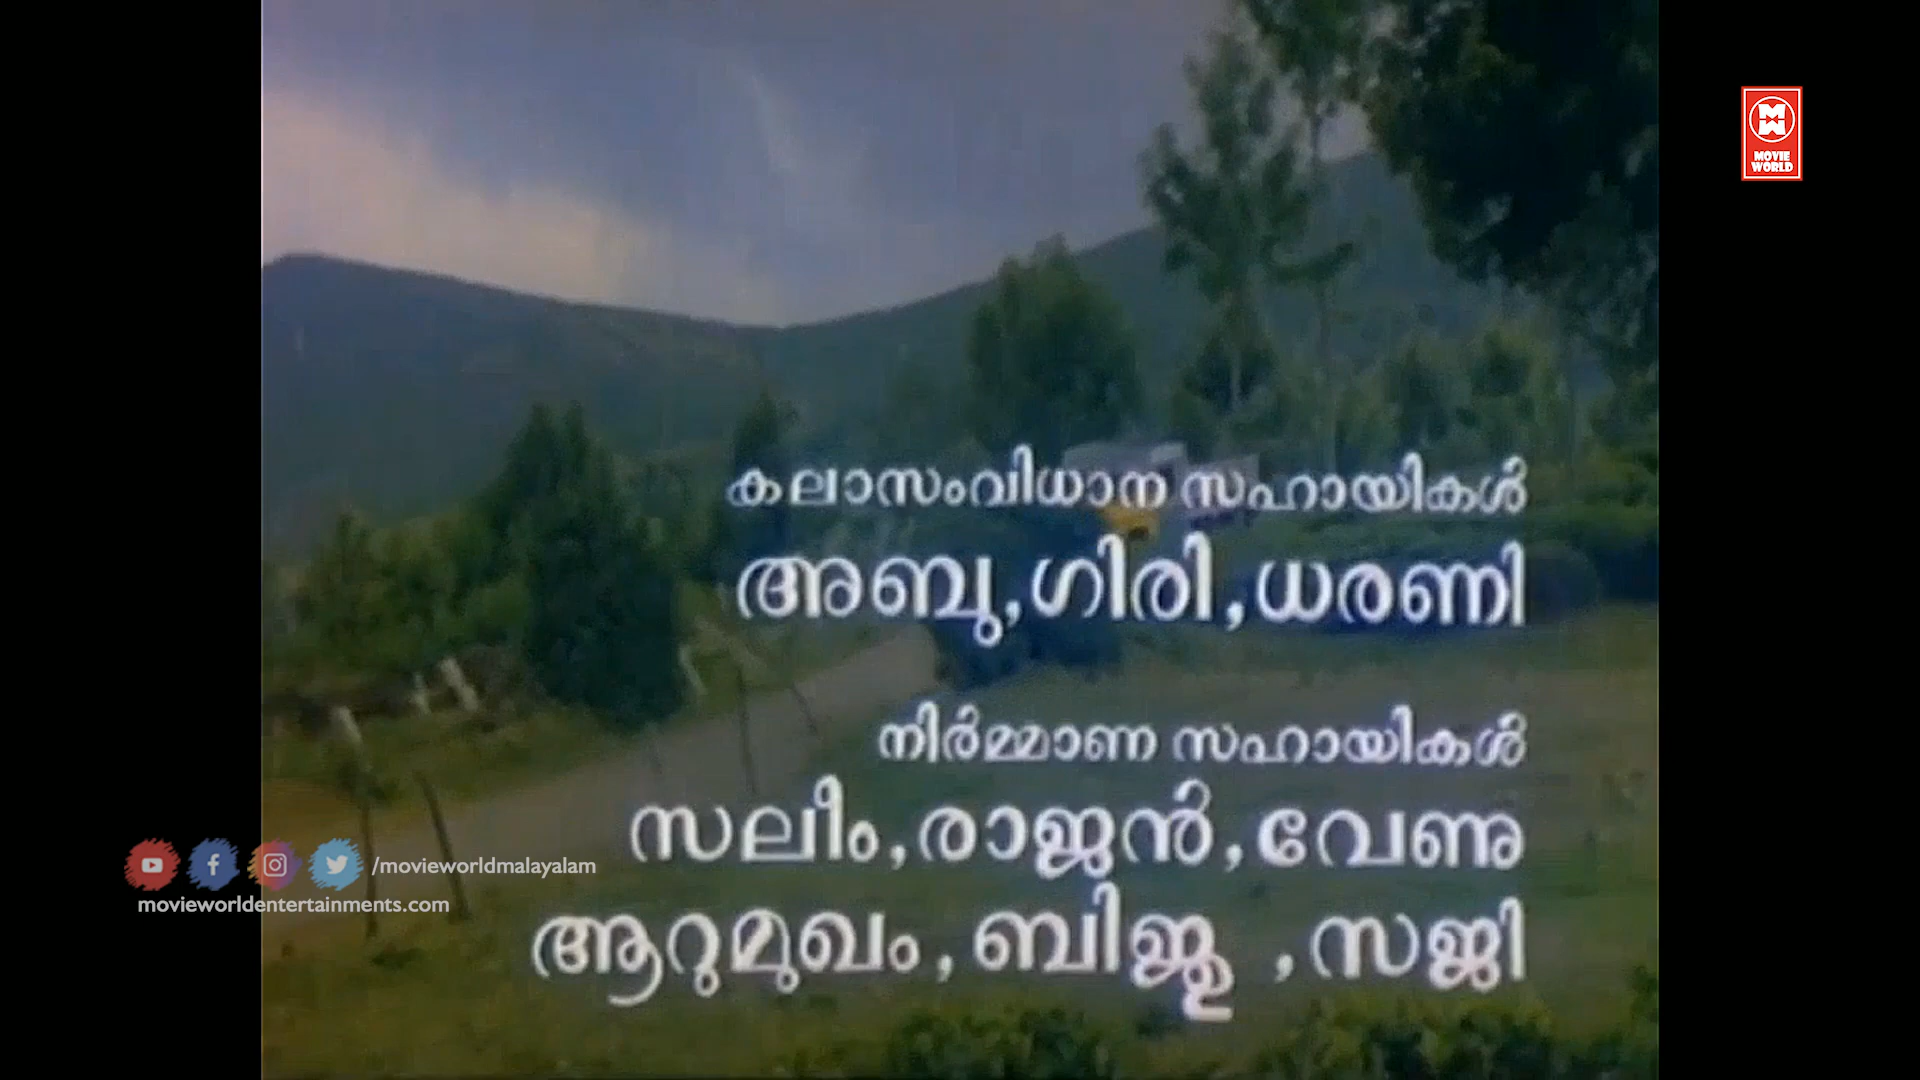 MOVIE
WORLD
കലാസംവിധാന സഹായികൾ
അബു, ഗിരി, ധരണി
നിർമ്മാണ സഹായികൾ
സലീം, രാജൻ, വേണു
/movieworldmalayalam
movieworldentertainments.com
ആറുമുഖം, ബിജു, സജി